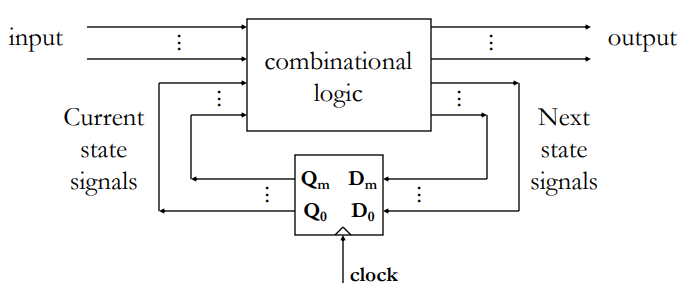 input
⋮
⋮
output
combinational
logic
⋮
⋮
Current
state
signals
Next
state
signals
Qₘ Dₘ
⋮
⋮
Q₀ D₀
clock